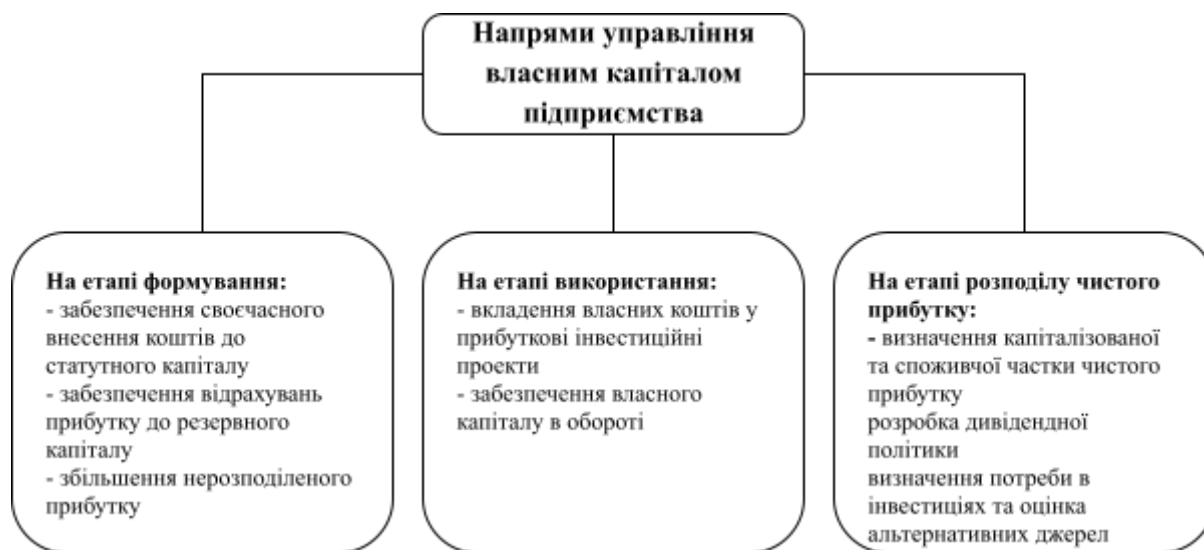 Напрями управління
власним капіталом
підприємства
На етапі формування:
- забезпечення своєчасного
внесення коштів до
статутного капіталу
- забезпечення відрахувань
прибутку до резервного
капіталу
- збільшення нерозподіленого
прибутку
На етапі використання:
- вкладення власних коштів у
прибуткові інвестиційні
проекти
- забезпечення власного
капіталу в обороті
На етапі розподілу чистого
прибутку:
- визначення капіталізованої
та споживчої частки чистого
прибутку
розробка дивідендної
політики
визначення потреби в
інвестиціях та оцінка
альтернативних джерел